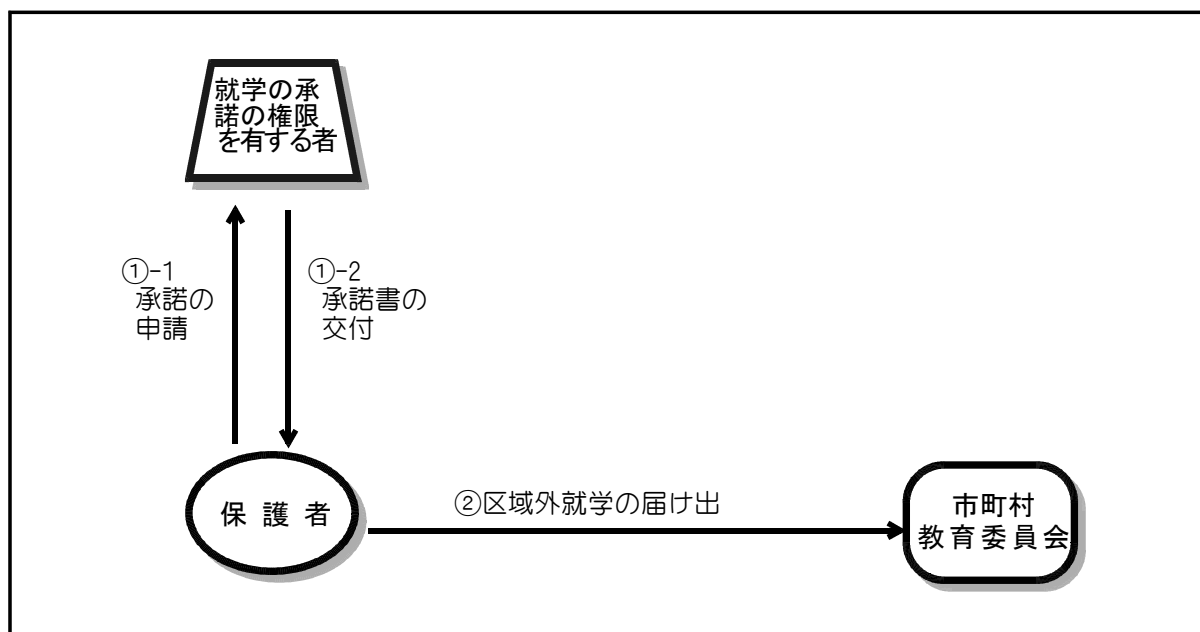 就学の承
諾の権限
を有する者
①-1
承諾の
申請
①-2
承諾書の
交付
保 護 者
②区域外就学の届け出
市町村
教育委員会